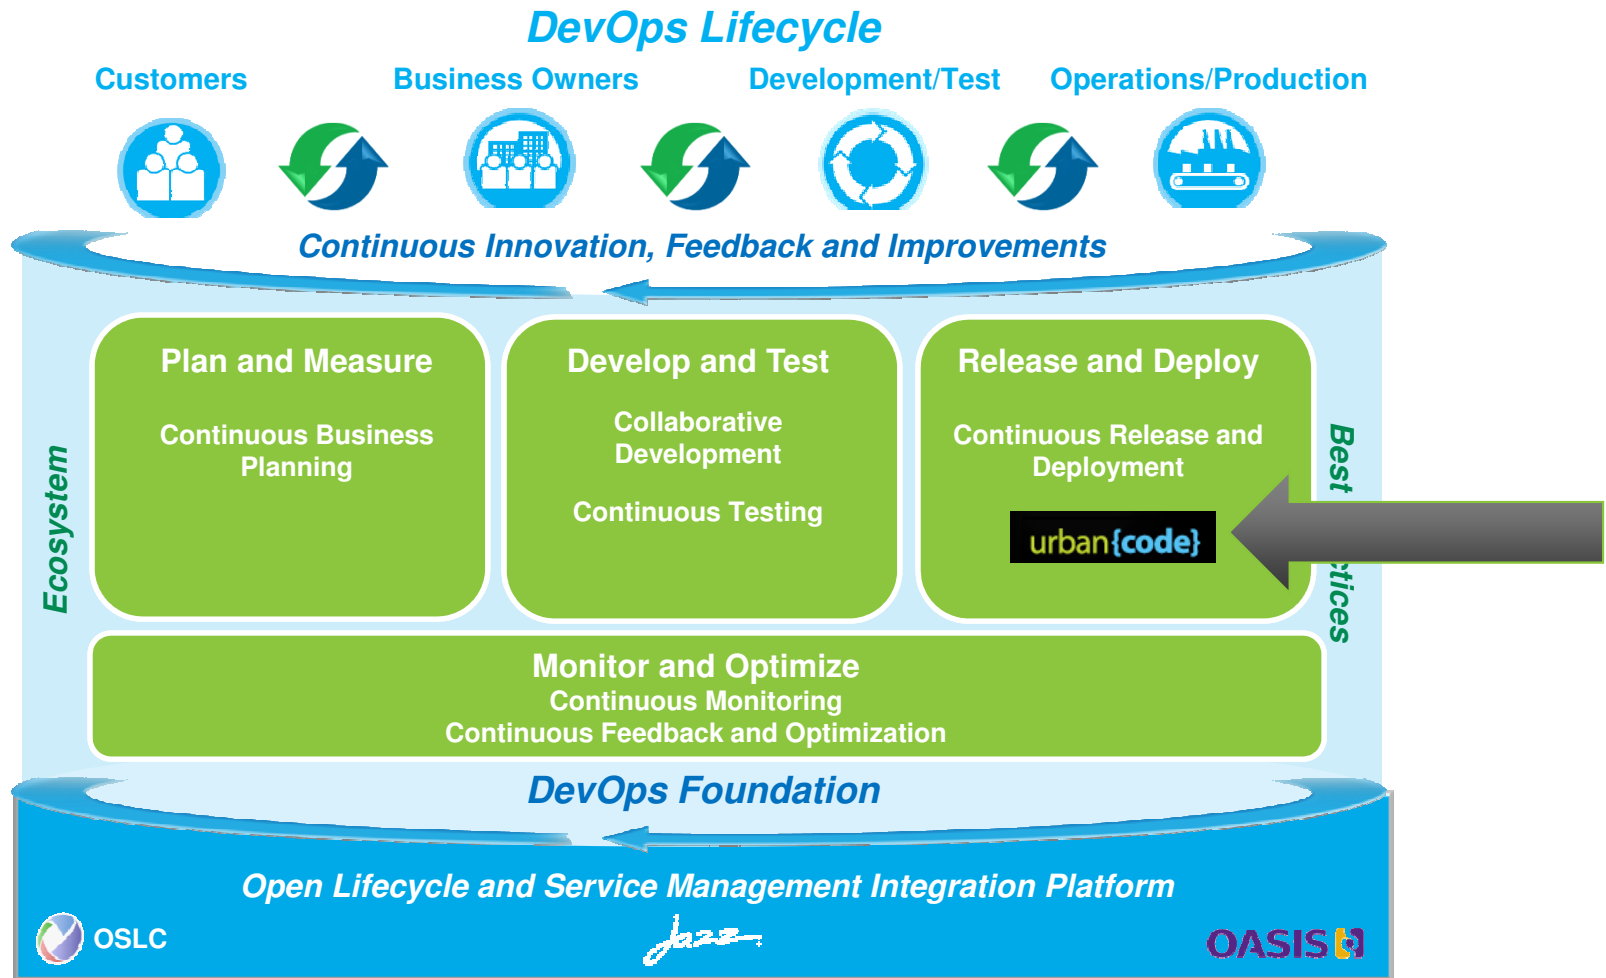 DevOps Lifecycle
Customers
Business Owners
Development/Test
Operations/Production
Continuous Innovation, Feedback and Improvements
Plan and Measure
Continuous Business
Planning
Develop and Test
Collaborative
Development
Continuous Testing
Release and Deploy
Continuous Release and
Deployment
urban{code}
Ecosystem
Best
Monitor and Optimize
Continuous Monitoring
Continuous Feedback and Optimization
DevOps Foundation
Open Lifecycle and Service Management Integration Platform
OSLC
Jazz
OASIS